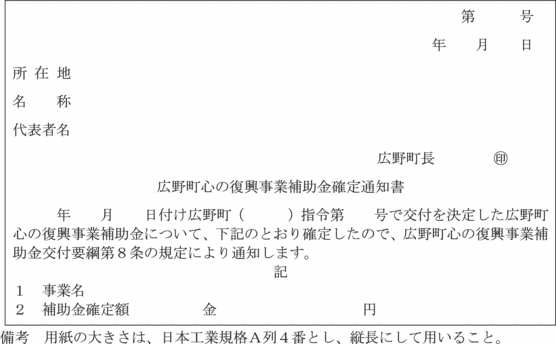 第　　　号
年　　月　　日
所 在 地
名　　称
代表者名
広野町長　　　　㊞
広野町心の復興事業補助金確定通知書
年　　月　　日付け広野町（　　　）指令第　　号で交付を決定した広野町
心の復興事業補助金について、下記のとおり確定したので、広野町心の復興事業補
助金交付要綱第８条の規定により通知します。
記
１　事業名
２　補助金確定額　　　　　金　　　　　　　　　　円
備考　用紙の大きさは、日本工業規格Ａ列４番とし、縦長にして用いること。